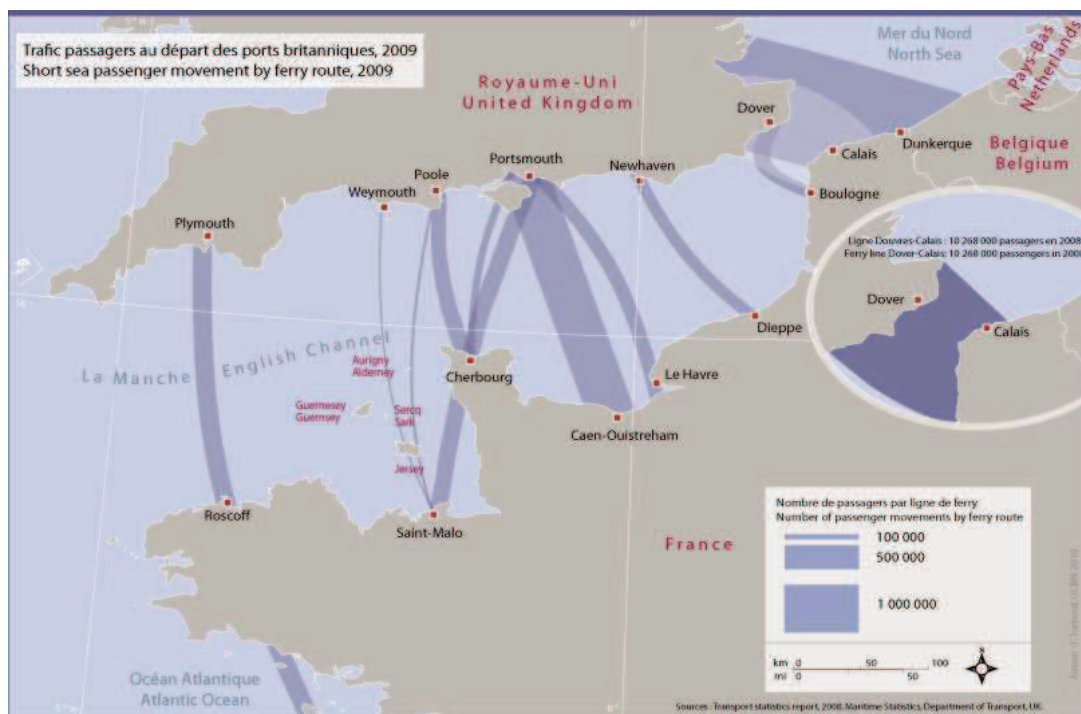 Trafic passagers au départ des ports britanniques, 2009
Short sea passenger movement by ferry route, 2009
Mer du Nord
North Sea
Pays-Bas
Netherlands
Royaume-Uni
United Kingdom
Dover
Calais
Dunkerque
Belgique
Belgium
Boulogne
Portsmouth
Newhaven
Poole
Weymouth
Plymouth
Ligne Douvres-Calais : 10 268 000 passagers en 2008
Ferry line Dover-Calais: 10 268 000 passengers in 2008
Dover
Calais
Dieppe
La Manche
English Channel
Aurigny
Alderney
Cherbourg
Le Havre
Guernesey
Guernsey
Sercq
Sark
Caen-Ouistreham
Jersey
Roscoff
Saint-Malo
France
Nombre de passagers par ligne de ferry
Number of passenger movements by ferry route
100 000
500 000
1 000 000
km 0 50 100
mi 0 50
N
Océan Atlantique
Atlantic Ocean
0°
Sources : Transport statistics report, 2008, Maritime Statistics, Department of Transport, UK.